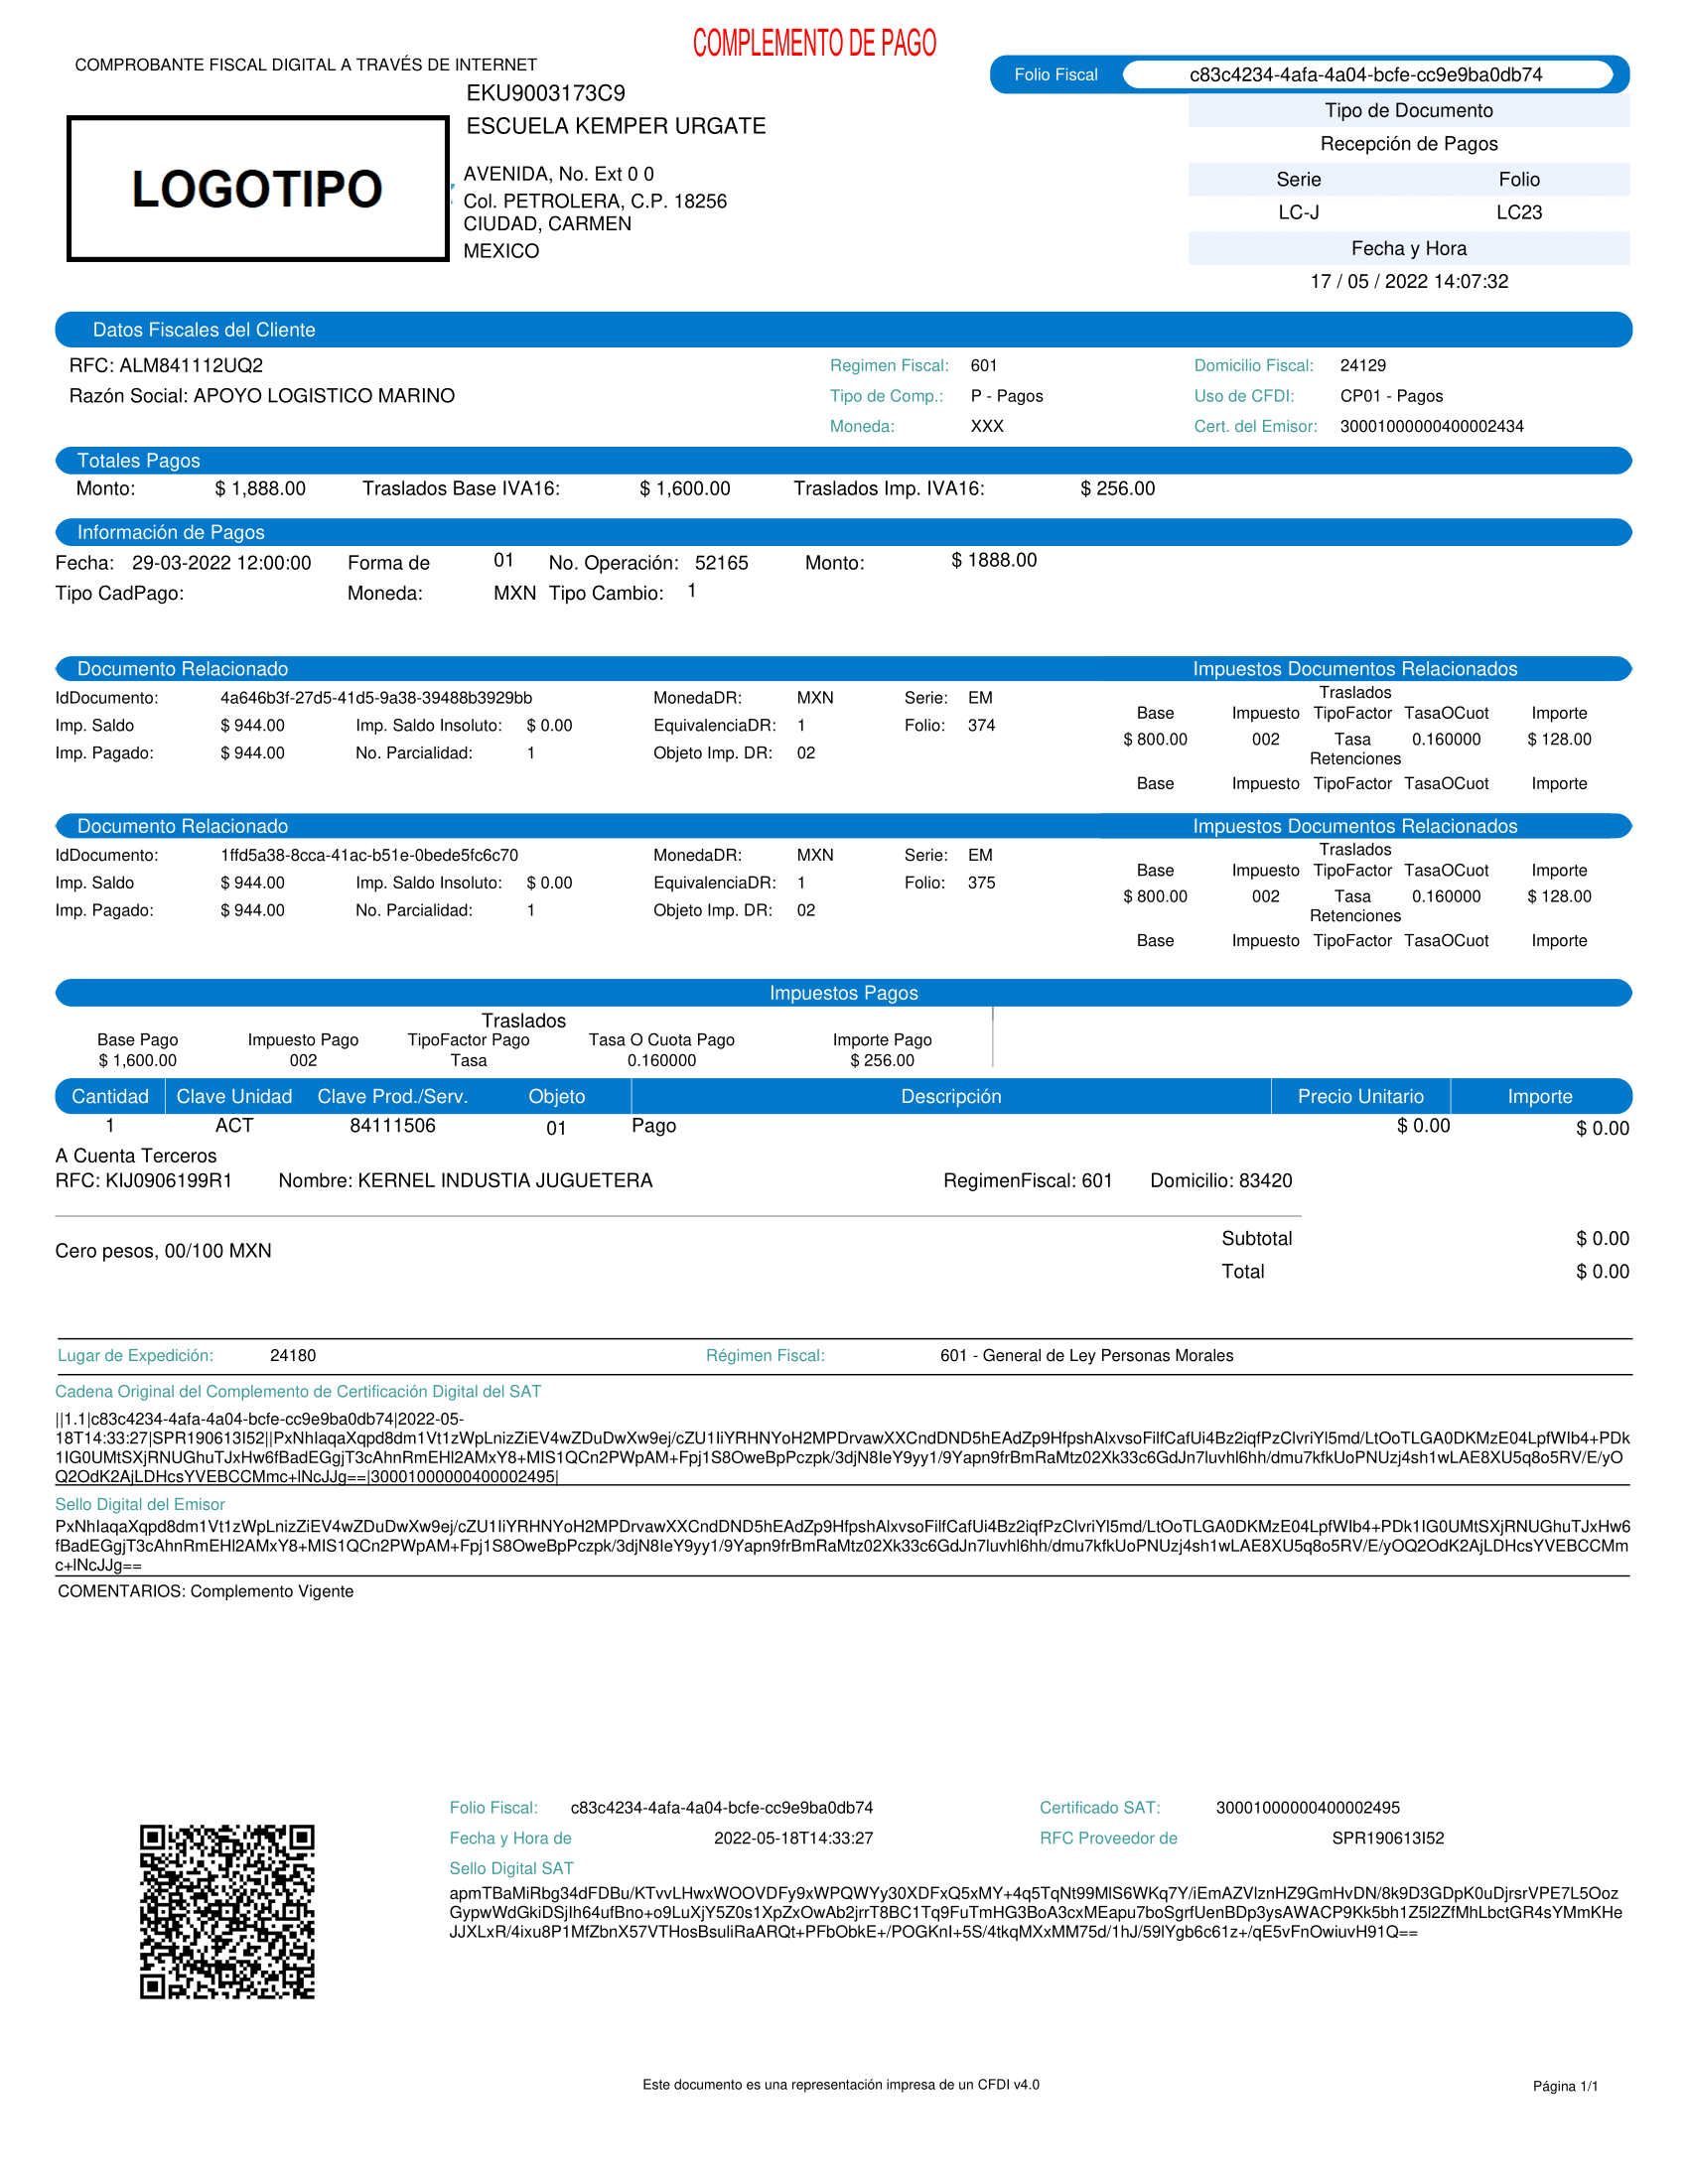 COMPLEMENTO DE PAGO
COMPROBANTE FISCAL DIGITAL A TRAVÉS DE INTERNET
Folio Fiscal c83c4234-4afa-4a04-bcfe-cc9e9ba0db74
EKU9003173C9
ESCUELA KEMPER URGATE
LOGOTIPO
AVENIDA, No. Ext 0 0
Col. PETROLERA, C.P. 18256
CIUDAD, CARMEN
MEXICO
Tipo de Documento
Recepción de Pagos
Serie Folio
LC-J LC23
Fecha y Hora
17 / 05 / 2022 14:07:32
Datos Fiscales del Cliente
RFC: ALM841112UQ2 Regimen Fiscal: 601 Domicilio Fiscal: 24129
Razón Social: APOYO LOGISTICO MARINO Tipo de Comp.: P - Pagos Uso de CFDI: CP01 - Pagos
Moneda: XXX Cert. del Emisor: 30001000000400002434
Totales Pagos
Monto: $ 1,888.00 Traslados Base IVA16: $ 1,600.00 Traslados Imp. IVA16: $ 256.00
Información de Pagos
Fecha: 29-03-2022 12:00:00 Forma de 01 No. Operación: 52165 Monto: $ 1888.00
Tipo CadPago: Moneda: MXN Tipo Cambio: 1
Documento Relacionado Impuestos Documentos Relacionados
IdDocumento: 4a646b3f-27d5-41d5-9a38-39488b3929bb MonedaDR: MXN Serie: EM
Imp. Saldo $ 944.00 Imp. Saldo Insoluto: $ 0.00 EquivalenciaDR: 1 Folio: 374
Imp. Pagado: $ 944.00 No. Parcialidad: 1 Objeto Imp. DR: 02
Traslados
Base Impuesto TipoFactor TasaOCuot Importe
$ 800.00 002 Tasa 0.160000 $ 128.00
Retenciones
Base Impuesto TipoFactor TasaOCuot Importe
Documento Relacionado Impuestos Documentos Relacionados
IdDocumento: 1ffd5a38-8cca-41ac-b51e-0bede5fc6c70 MonedaDR: MXN Serie: EM
Imp. Saldo $ 944.00 Imp. Saldo Insoluto: $ 0.00 EquivalenciaDR: 1 Folio: 375
Imp. Pagado: $ 944.00 No. Parcialidad: 1 Objeto Imp. DR: 02
Traslados
Base Impuesto TipoFactor TasaOCuot Importe
$ 800.00 002 Tasa 0.160000 $ 128.00
Retenciones
Base Impuesto TipoFactor TasaOCuot Importe
Impuestos Pagos
Traslados
Base Pago Impuesto Pago TipoFactor Pago Tasa O Cuota Pago Importe Pago
$ 1,600.00 002 Tasa 0.160000 $ 256.00
Cantidad Clave Unidad Clave Prod./Serv. Objeto Descripción Precio Unitario Importe
1 ACT 84111506 01 Pago $ 0.00 $ 0.00
A Cuenta Terceros
RFC: KIJ0906199R1 Nombre: KERNEL INDUSTIA JUGUETERA RegimenFiscal: 601 Domicilio: 83420
Subtotal $ 0.00
Cero pesos, 00/100 MXN
Total $ 0.00
Lugar de Expedición: 24180 Régimen Fiscal: 601 - General de Ley Personas Morales
Cadena Original del Complemento de Certificación Digital del SAT
||1.1|c83c4234-4afa-4a04-bcfe-cc9e9ba0db74|2022-05-
18T14:33:27|SPR190613I52||PxNhIaqaXqpd8dm1Vt1zWpLnizZiEV4wZDuDwXw9ej/cZU1IiYRHNYoH2MPDrvawXXCndDND5hEAdZp9HfpshAlxvsoFilfCafUi4Bz2iqfPzClvriYl5md/LtOoTLGA0DKMzE04LpfWIb4+PDk
1IG0UMtSXjRNUGhuTJxHw6fBadEGgjT3cAhnRmEHl2AMxY8+MIS1QCn2PWpAM+Fpj1S8OweBpPczpk/3djN8IeY9yy1/9Yapn9frBmRaMtz02Xk33c6GdJn7luvhl6hh/dmu7kfkUoPNUzj4sh1wLAE8XU5q8o5RV/E/yO
Q2OdK2AjLDHcsYVEBCCMmc+lNcJJg==|30001000000400002495|
Sello Digital del Emisor
PxNhIaqaXqpd8dm1Vt1zWpLnizZiEV4wZDuDwXw9ej/cZU1IiYRHNYoH2MPDrvawXXCndDND5hEAdZp9HfpshAlxvsoFilfCafUi4Bz2iqfPzClvriYl5md/LtOoTLGA0DKMzE04LpfWIb4+PDk1IG0UMtSXjRNUGhuTJxHw6
fBadEGgjT3cAhnRmEHl2AMxY8+MIS1QCn2PWpAM+Fpj1S8OweBpPczpk/3djN8IeY9yy1/9Yapn9frBmRaMtz02Xk33c6GdJn7luvhl6hh/dmu7kfkUoPNUzj4sh1wLAE8XU5q8o5RV/E/yOQ2OdK2AjLDHcsYVEBCCMm
c+lNcJJg==
COMENTARIOS: Complemento Vigente
Folio Fiscal: c83c4234-4afa-4a04-bcfe-cc9e9ba0db74 Certificado SAT: 30001000000400002495
Fecha y Hora de 2022-05-18T14:33:27 RFC Proveedor de SPR190613I52
Sello Digital SAT
apmTBaMiRbg34dFDBu/KTvvLHwxWOOVDFy9xWPQWYy30XDFxQ5xMY+4q5TqNt99MlS6WKq7Y/iEmAZVlznHZ9GmHvDN/8k9D3GDpK0uDjrsrVPE7L5Ooz
GypwWdGkiDSjlh64ufBno+o9LuXjY5Z0s1XpZxOwAb2jrrT8BC1Tq9FuTmHG3BoA3cxMEapu7boSgrfUenBDp3ysAWACP9Kk5bh1Z5l2ZfMhLbctGR4sYMmKHe
JJXLxR/4ixu8P1MfZbnX57VTHosBsuliRaARQt+PFbObkE+/POGKnI+5S/4tkqMXxMM75d/1hJ/59lYgb6c61z+/qE5vFnOwiuvH91Q==
Este documento es una representación impresa de un CFDI v4.0
Página 1/1